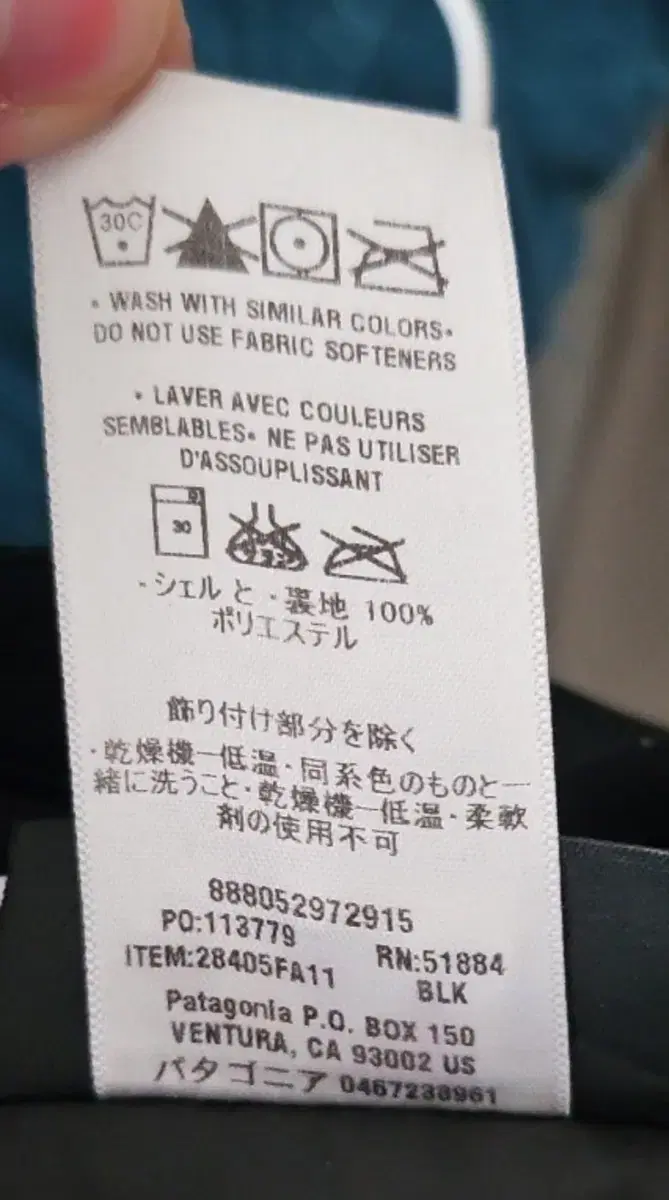 30C
• WASH WITH SIMILAR COLORS•
DO NOT USE FABRIC SOFTENERS
• LAVER AVEC COULEURS
SEMBLABLES• NE PAS UTILISER
D'ASSOUPLISSANT
30
・シェルと・裏地 100%
ポリエステル
飾り付け部分を除く
・乾燥機一低温・同系色のものと一
緒に洗うこと・乾燥機一低温・柔軟
剤の使用不可
888052972915
PO:113779 RN:51884
ITEM:28405FA11 BLK
Patagonia P.O. BOX 150
VENTURA, CA 93002 US
パタゴニア 0467238961